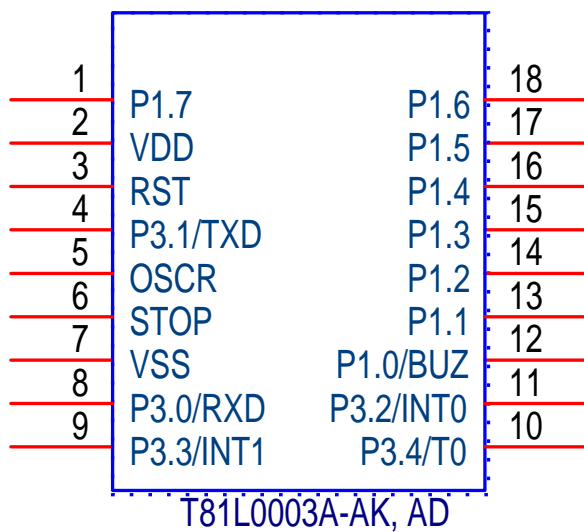 1 P1.7 P1.6 18
2 VDD P1.5 17
3 RST P1.4 16
4 P3.1/TXD P1.3 15
5 OSCR P1.2 14
6 STOP P1.1 13
7 VSS P1.0/BUZ 12
8 P3.0/RXD P3.2/INT0 11
9 P3.3/INT1 P3.4/T0 10
T81L0003A-AK, AD